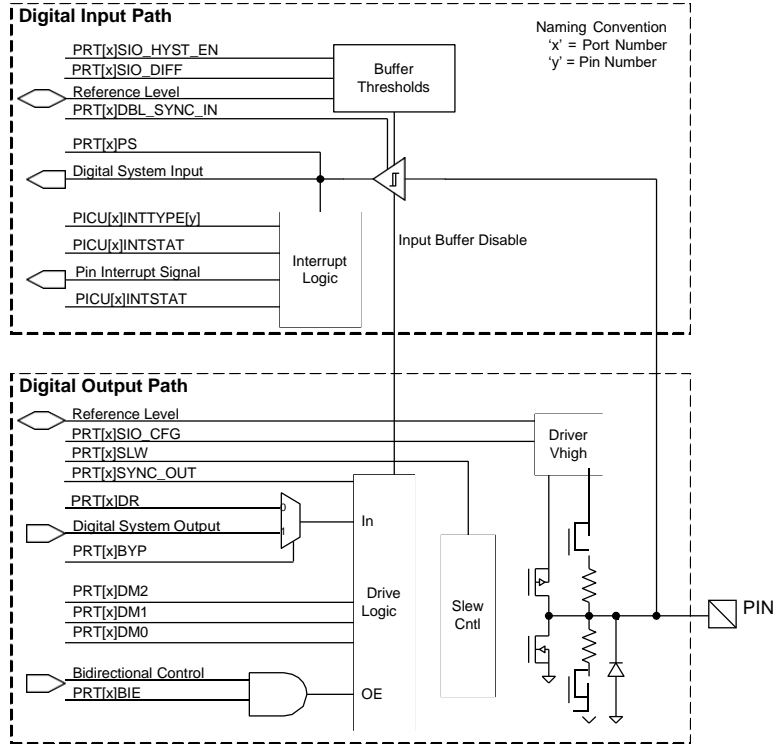 Digital Input Path
Naming Convention
‘x’ = Port Number
‘y’ = Pin Number
PRT[x]SIO_HYST_EN
PRT[x]SIO_DIFF
Reference Level
PRT[x]DBL_SYNC_IN
Buffer
Thresholds
PRT[x]PS
Digital System Input
PICU[x]INTTYPE[y]
PICU[x]INTSTAT
Pin Interrupt Signal
PICU[x]INTSTAT
Interrupt
Logic
Input Buffer Disable
Digital Output Path
Reference Level
PRT[x]SIO_CFG
PRT[x]SLW
PRT[x]SYNC_OUT
Driver
Vhigh
PRT[x]DR
0
Digital System Output
1
PRT[x]BYP
In
PRT[x]DM2
PRT[x]DM1
PRT[x]DM0
Drive
Logic
Slew
Cntl
PIN
Bidirectional Control
PRT[x]BIE
OE